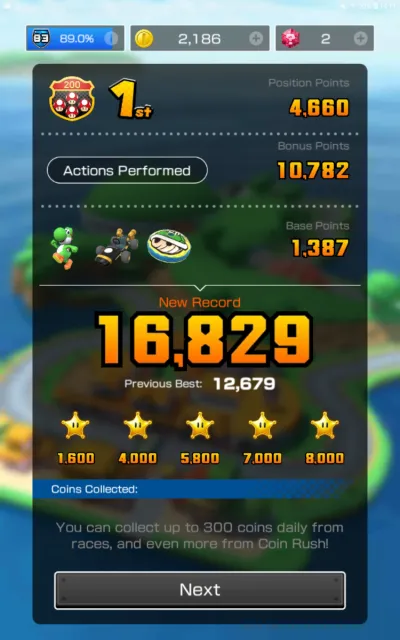 83
89.0%
2,186
2
200
1st
Position Points
4,660
Bonus Points
Actions Performed
10,782
Base Points
1,387
New Record
16,829
Previous Best: 12,679
1,600 4,000 5,800 7,000 8,000
Coins Collected:
You can collect up to 300 coins daily from
races, and even more from Coin Rush!
Next